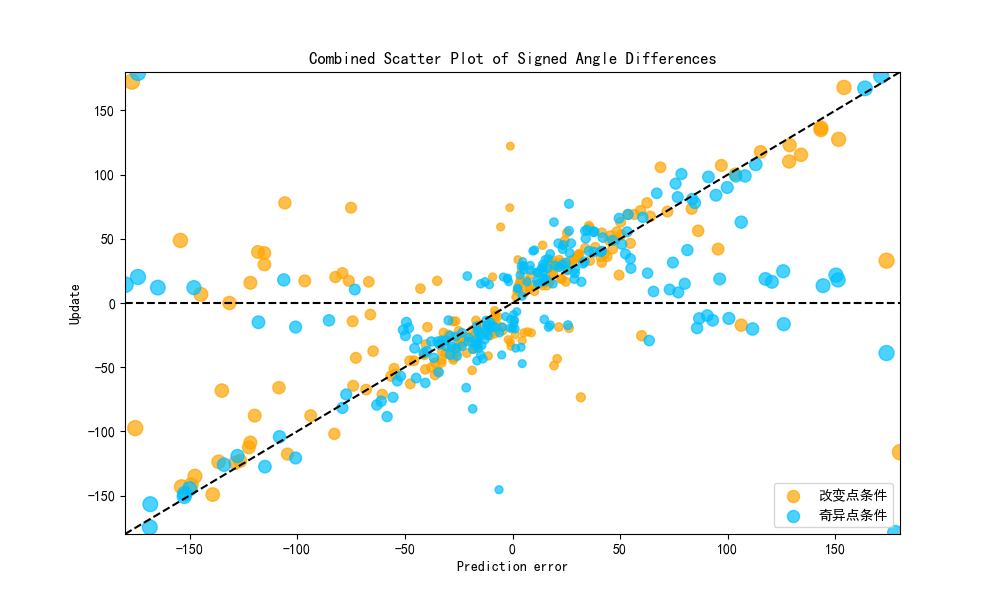 Combined Scatter Plot of Signed Angle Differences
Update
150
100
50
0
−50
−100
−150
−150
−100
−50
0
50
100
150
Prediction error
改变点条件
奇异点条件